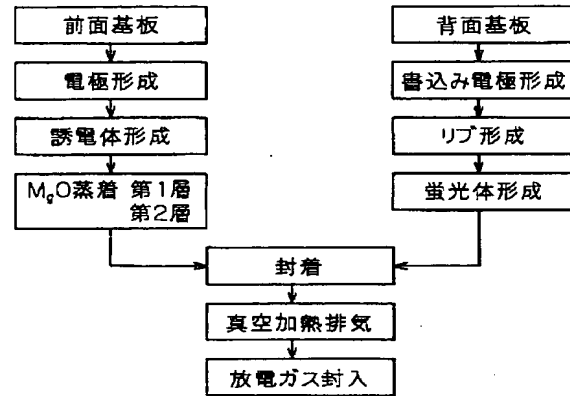 前面基板
電極形成
誘電体形成
MgO蒸着 第1層
第2層
背面基板
書込み電極形成
リブ形成
蛍光体形成
封着
真空加熱排気
放電ガス封入